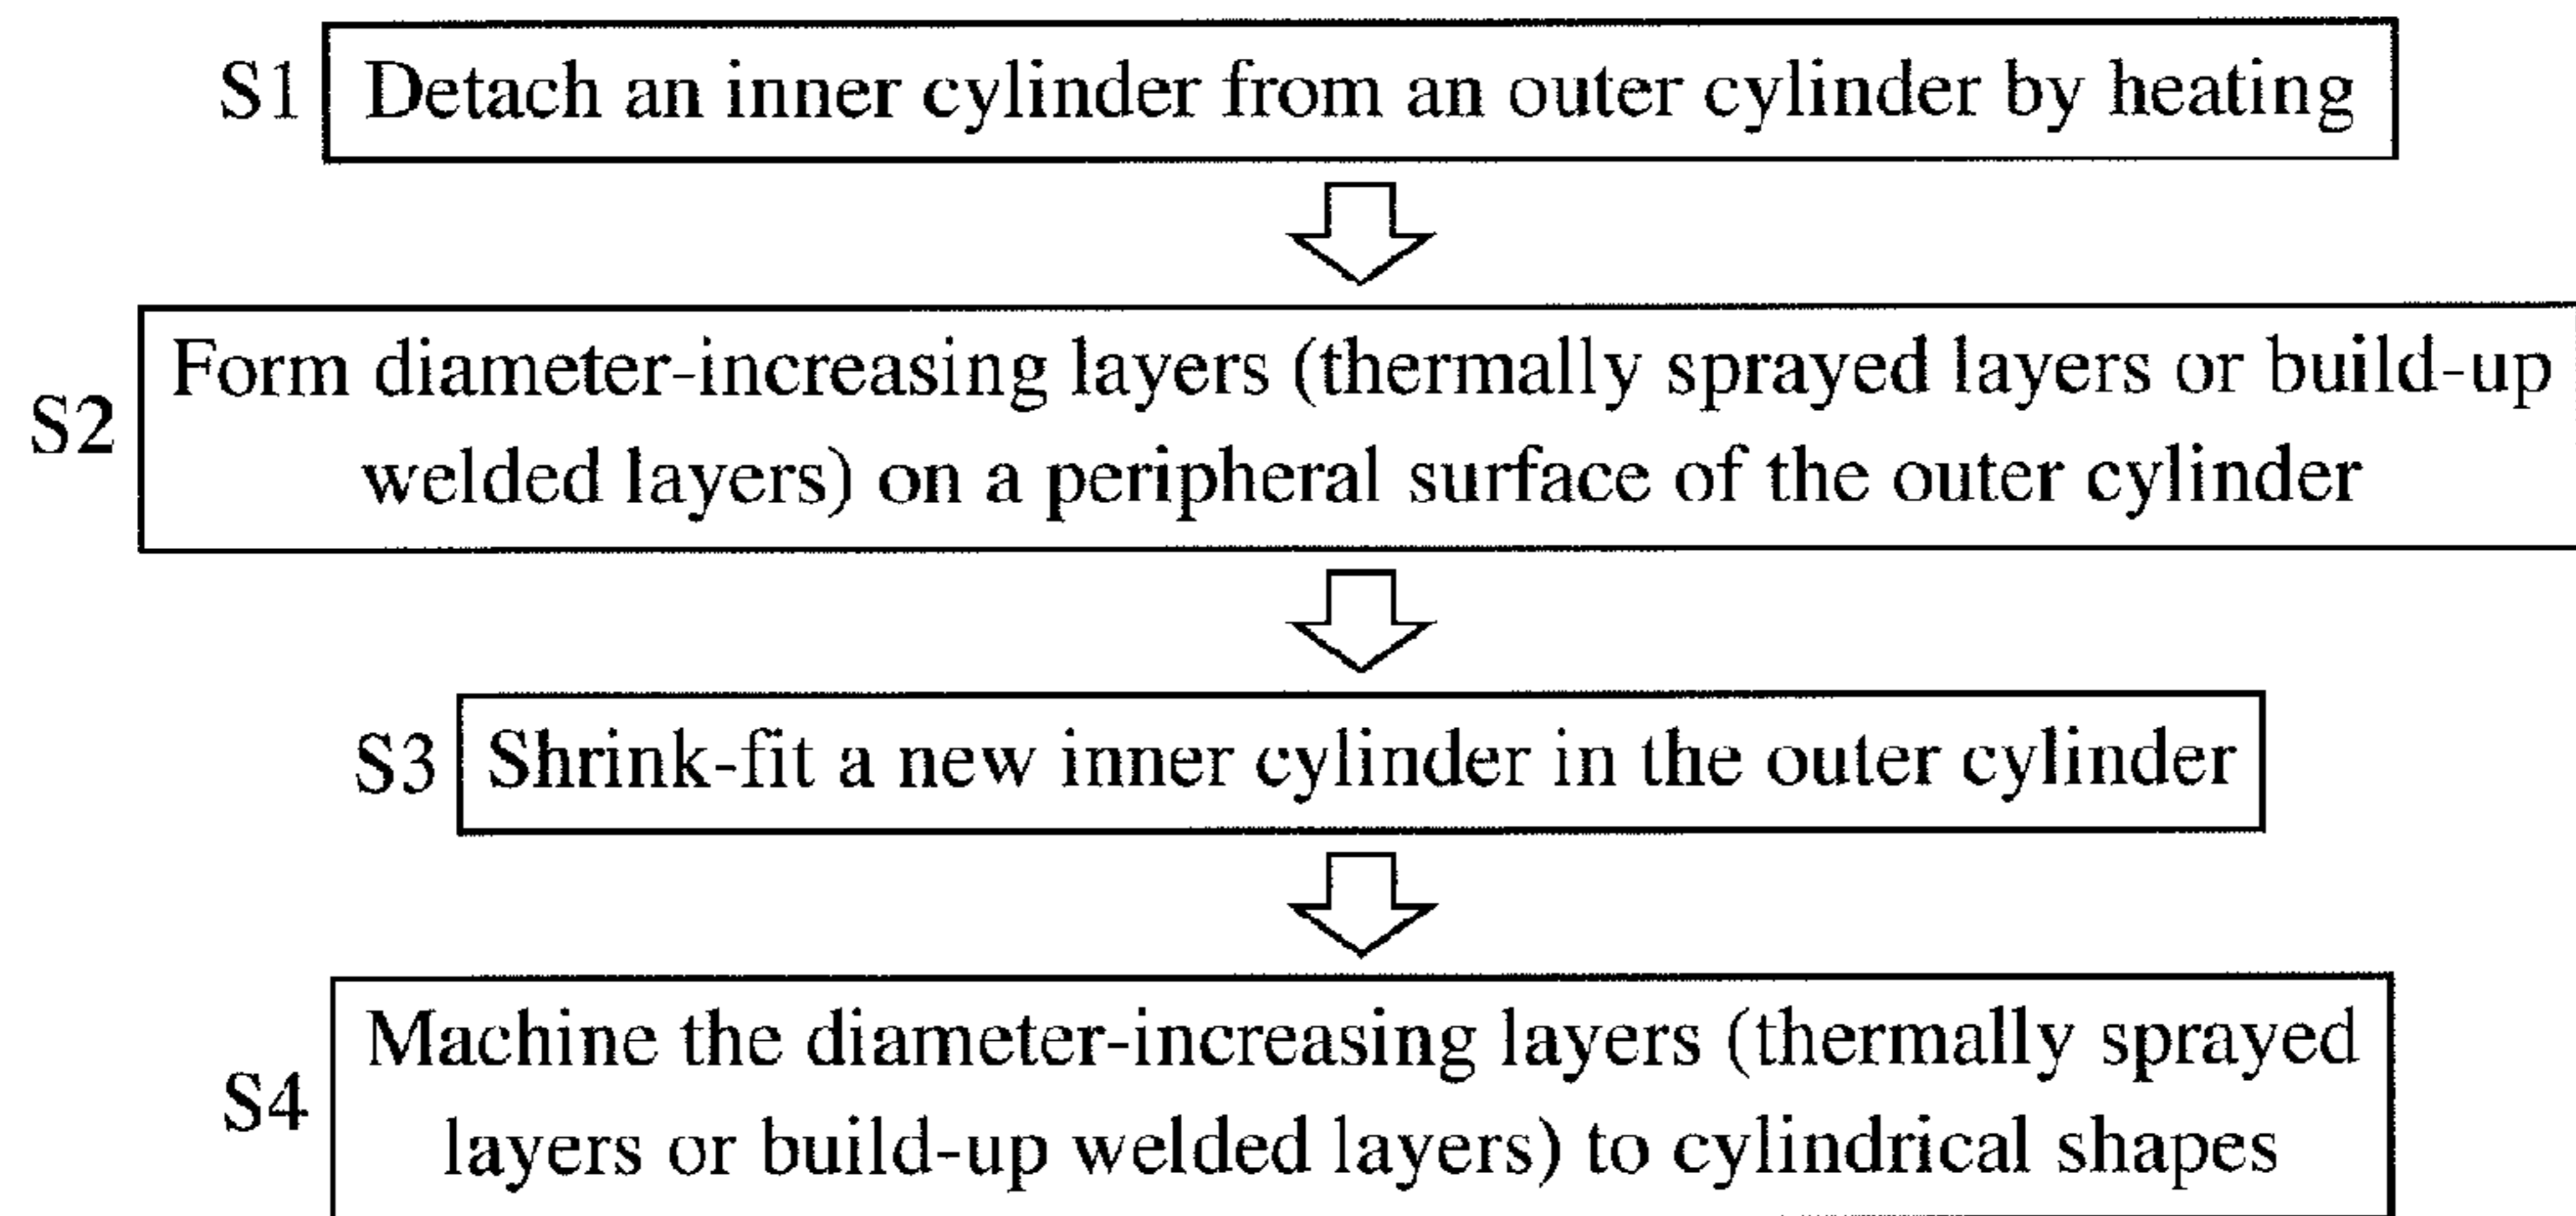 S1 Detach an inner cylinder from an outer cylinder by heating
Form diameter-increasing layers (thermally sprayed layers or build-up
S2
welded layers) on a peripheral surface of the outer cylinder
S3 Shrink-fit a new inner cylinder in the outer cylinder
Machine the diameter-increasing layers (thermally sprayed
S4
layers or build-up welded layers) to cylindrical shapes